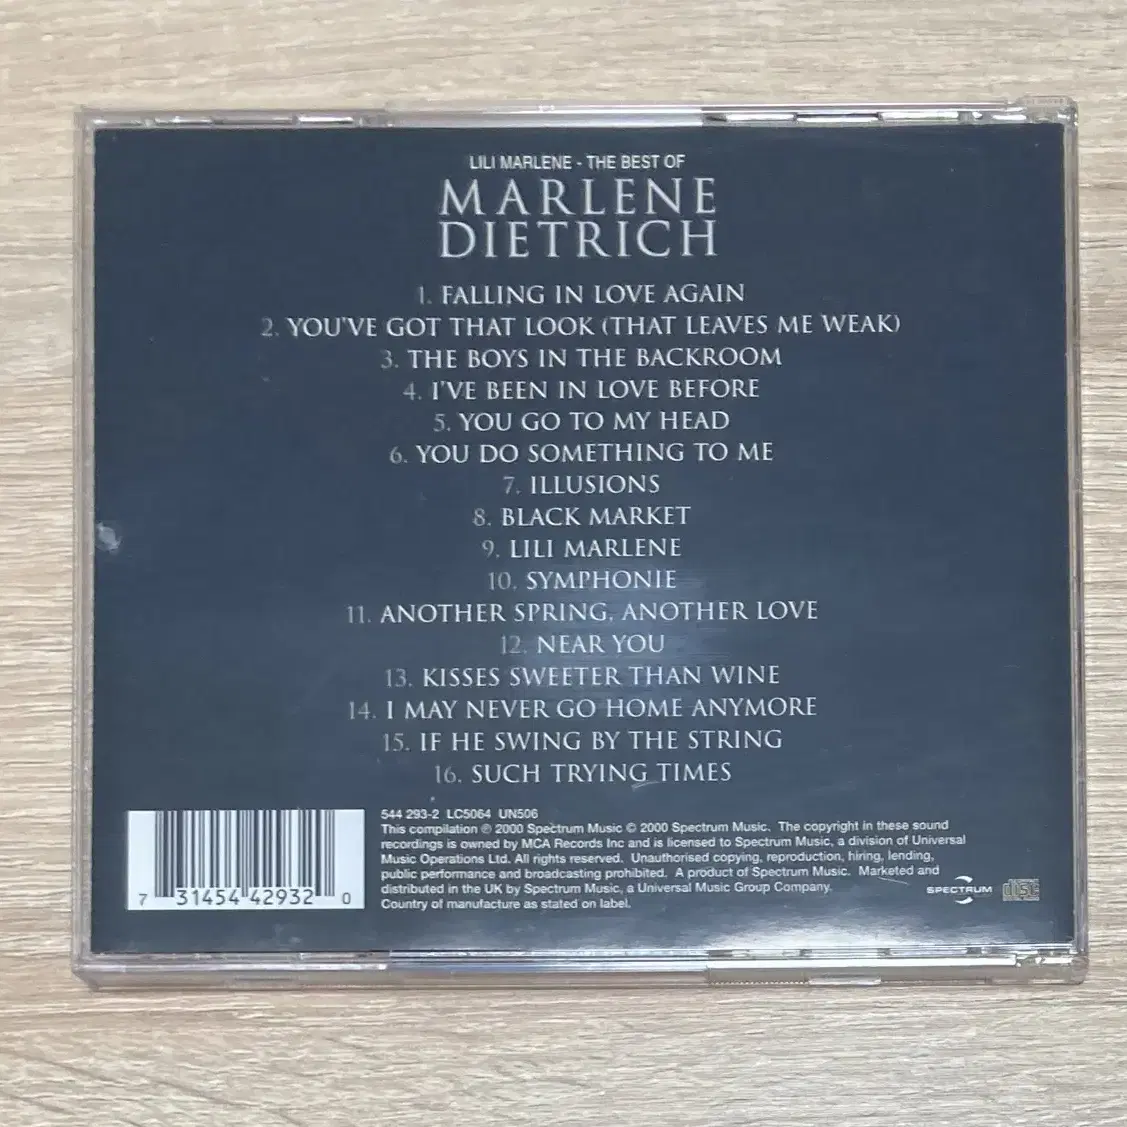 LILI MARLENE - THE BEST OF
MARLENE
DIETRICH
1. FALLING IN LOVE AGAIN
2. YOU'VE GOT THAT LOOK (THAT LEAVES ME WEAK)
3. THE BOYS IN THE BACKROOM
4. I'VE BEEN IN LOVE BEFORE
5. YOU GO TO MY HEAD
6. YOU DO SOMETHING TO ME
7. ILLUSIONS
8. BLACK MARKET
9. LILI MARLENE
10. SYMPHONIE
11. ANOTHER SPRING, ANOTHER LOVE
12. NEAR YOU
13. KISSES SWEETER THAN WINE
14. I MAY NEVER GO HOME ANYMORE
15. IF HE SWING BY THE STRING
16. SUCH TRYING TIMES
544 293-2 LC5064 UN506
This compilation ℗ 2000 Spectrum Music © 2000 Spectrum Music. The copyright in these sound
recordings is owned by MCA Records Inc and is licensed to Spectrum Music, a division of Universal
Music Operations Ltd. All rights reserved. Unauthorised copying, reproduction, hiring, lending,
public performance and broadcasting prohibited. A product of Spectrum Music. Marketed and
distributed in the UK by Spectrum Music, a Universal Music Group Company.
Country of manufacture as stated on label.
7 31454 42932 0
SPECTRUM
disc